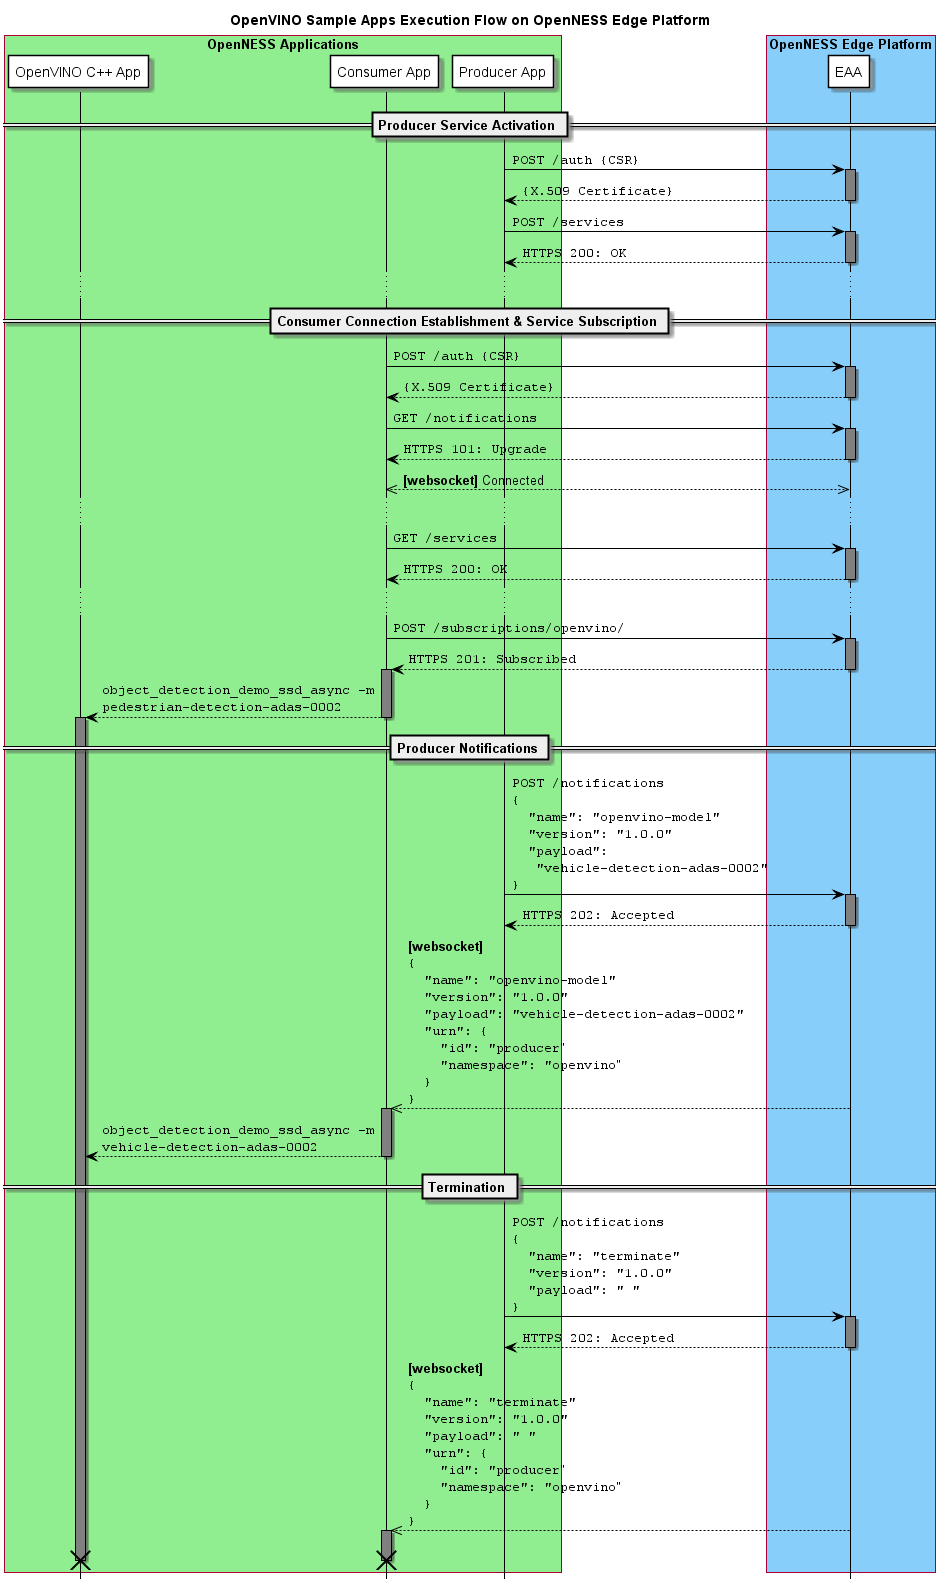 OpenVINO Sample Apps Execution Flow on OpenNESS Edge Platform
OpenNESS Applications
OpenNESS Edge Platform
OpenVINO C++ App
Consumer App
Producer App
EAA
Producer Service Activation
POST /auth {CSR}
{X.509 Certificate}
POST /services
HTTPS 200: OK
Consumer Connection Establishment & Service Subscription
POST /auth {CSR}
{X.509 Certificate}
GET /notifications
HTTPS 101: Upgrade
[websocket] Connected
GET /services
HTTPS 200: OK
POST /subscriptions/openvino/
HTTPS 201: Subscribed
object_detection_demo_ssd_async -m
pedestrian-detection-adas-0002
Producer Notifications
POST /notifications
{
"name": "openvino-model"
"version": "1.0.0"
"payload":
"vehicle-detection-adas-0002"
}
HTTPS 202: Accepted
[websocket]
{
"name": "openvino-model"
"version": "1.0.0"
"payload": "vehicle-detection-adas-0002"
"urn": {
"id": "producer"
"namespace": "openvino"
}
}
object_detection_demo_ssd_async -m
vehicle-detection-adas-0002
Termination
POST /notifications
{
"name": "terminate"
"version": "1.0.0"
"payload": " "
}
HTTPS 202: Accepted
[websocket]
{
"name": "terminate"
"version": "1.0.0"
"payload": " "
"urn": {
"id": "producer"
"namespace": "openvino"
}
}